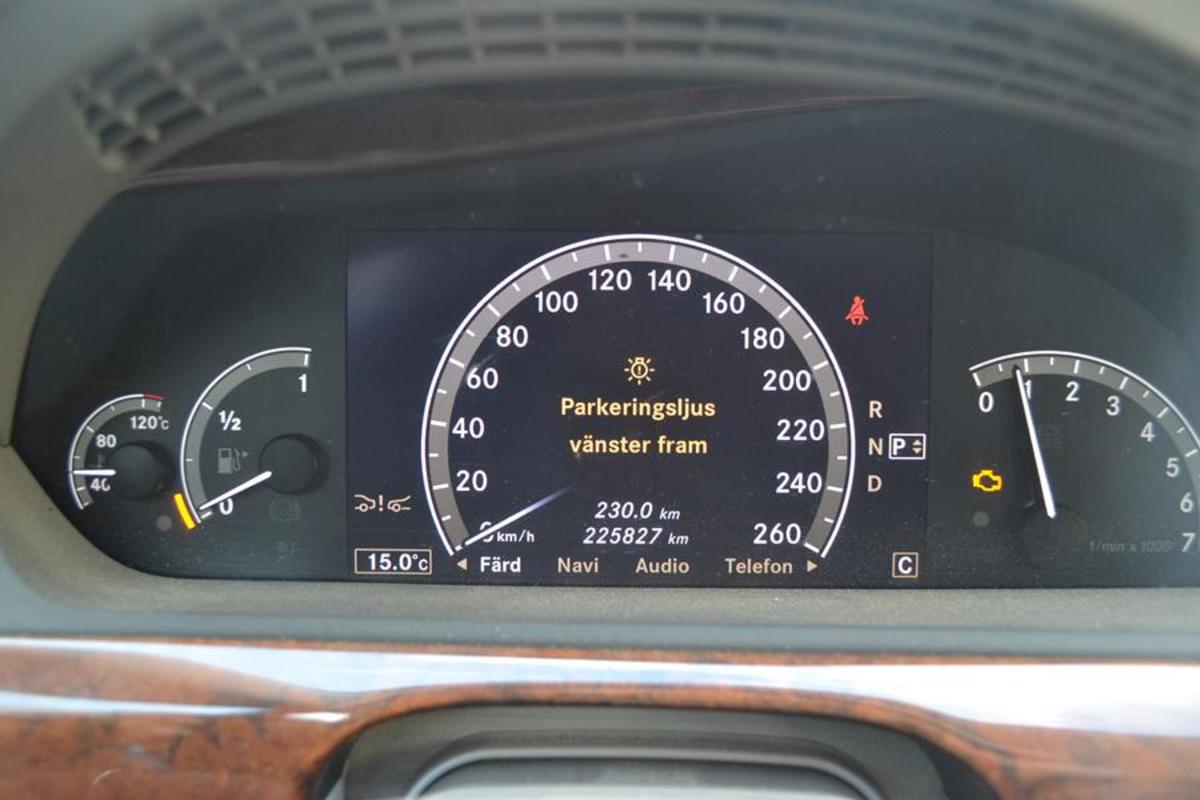 120°C
80
40
1
½
0
0 km/h
20
40
60
80
100
120
140
160
180
200
220
240
260
Parkeringsljus
vänster fram
230.0 km
225827 km
15.0°C
Färd Navi Audio Telefon
R
N P
D
C
0
1
2
3
4
5
6
7
1/min x 1000